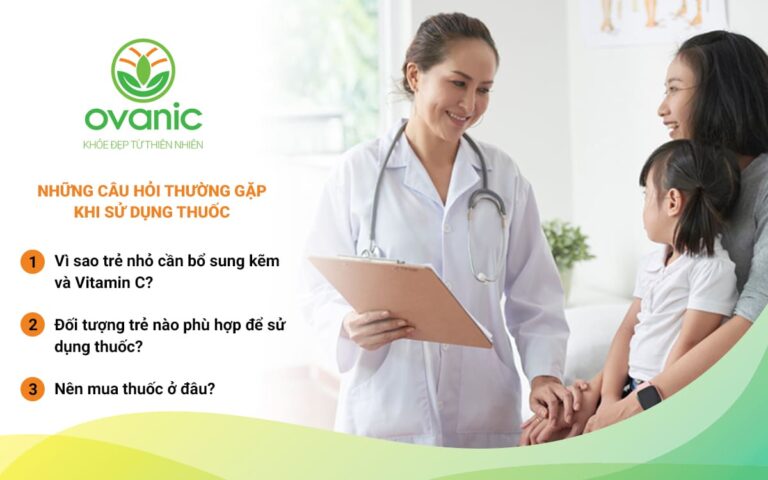 ovanic
KHỎE ĐẸP TỪ THIÊN NHIÊN
NHỮNG CÂU HỎI THƯỜNG GẶP
KHI SỬ DỤNG THUỐC
1 Vì sao trẻ nhỏ cần bổ sung kẽm
và Vitamin C?
2 Đối tượng trẻ nào phù hợp để sử
dụng thuốc?
3 Nên mua thuốc ở đâu?